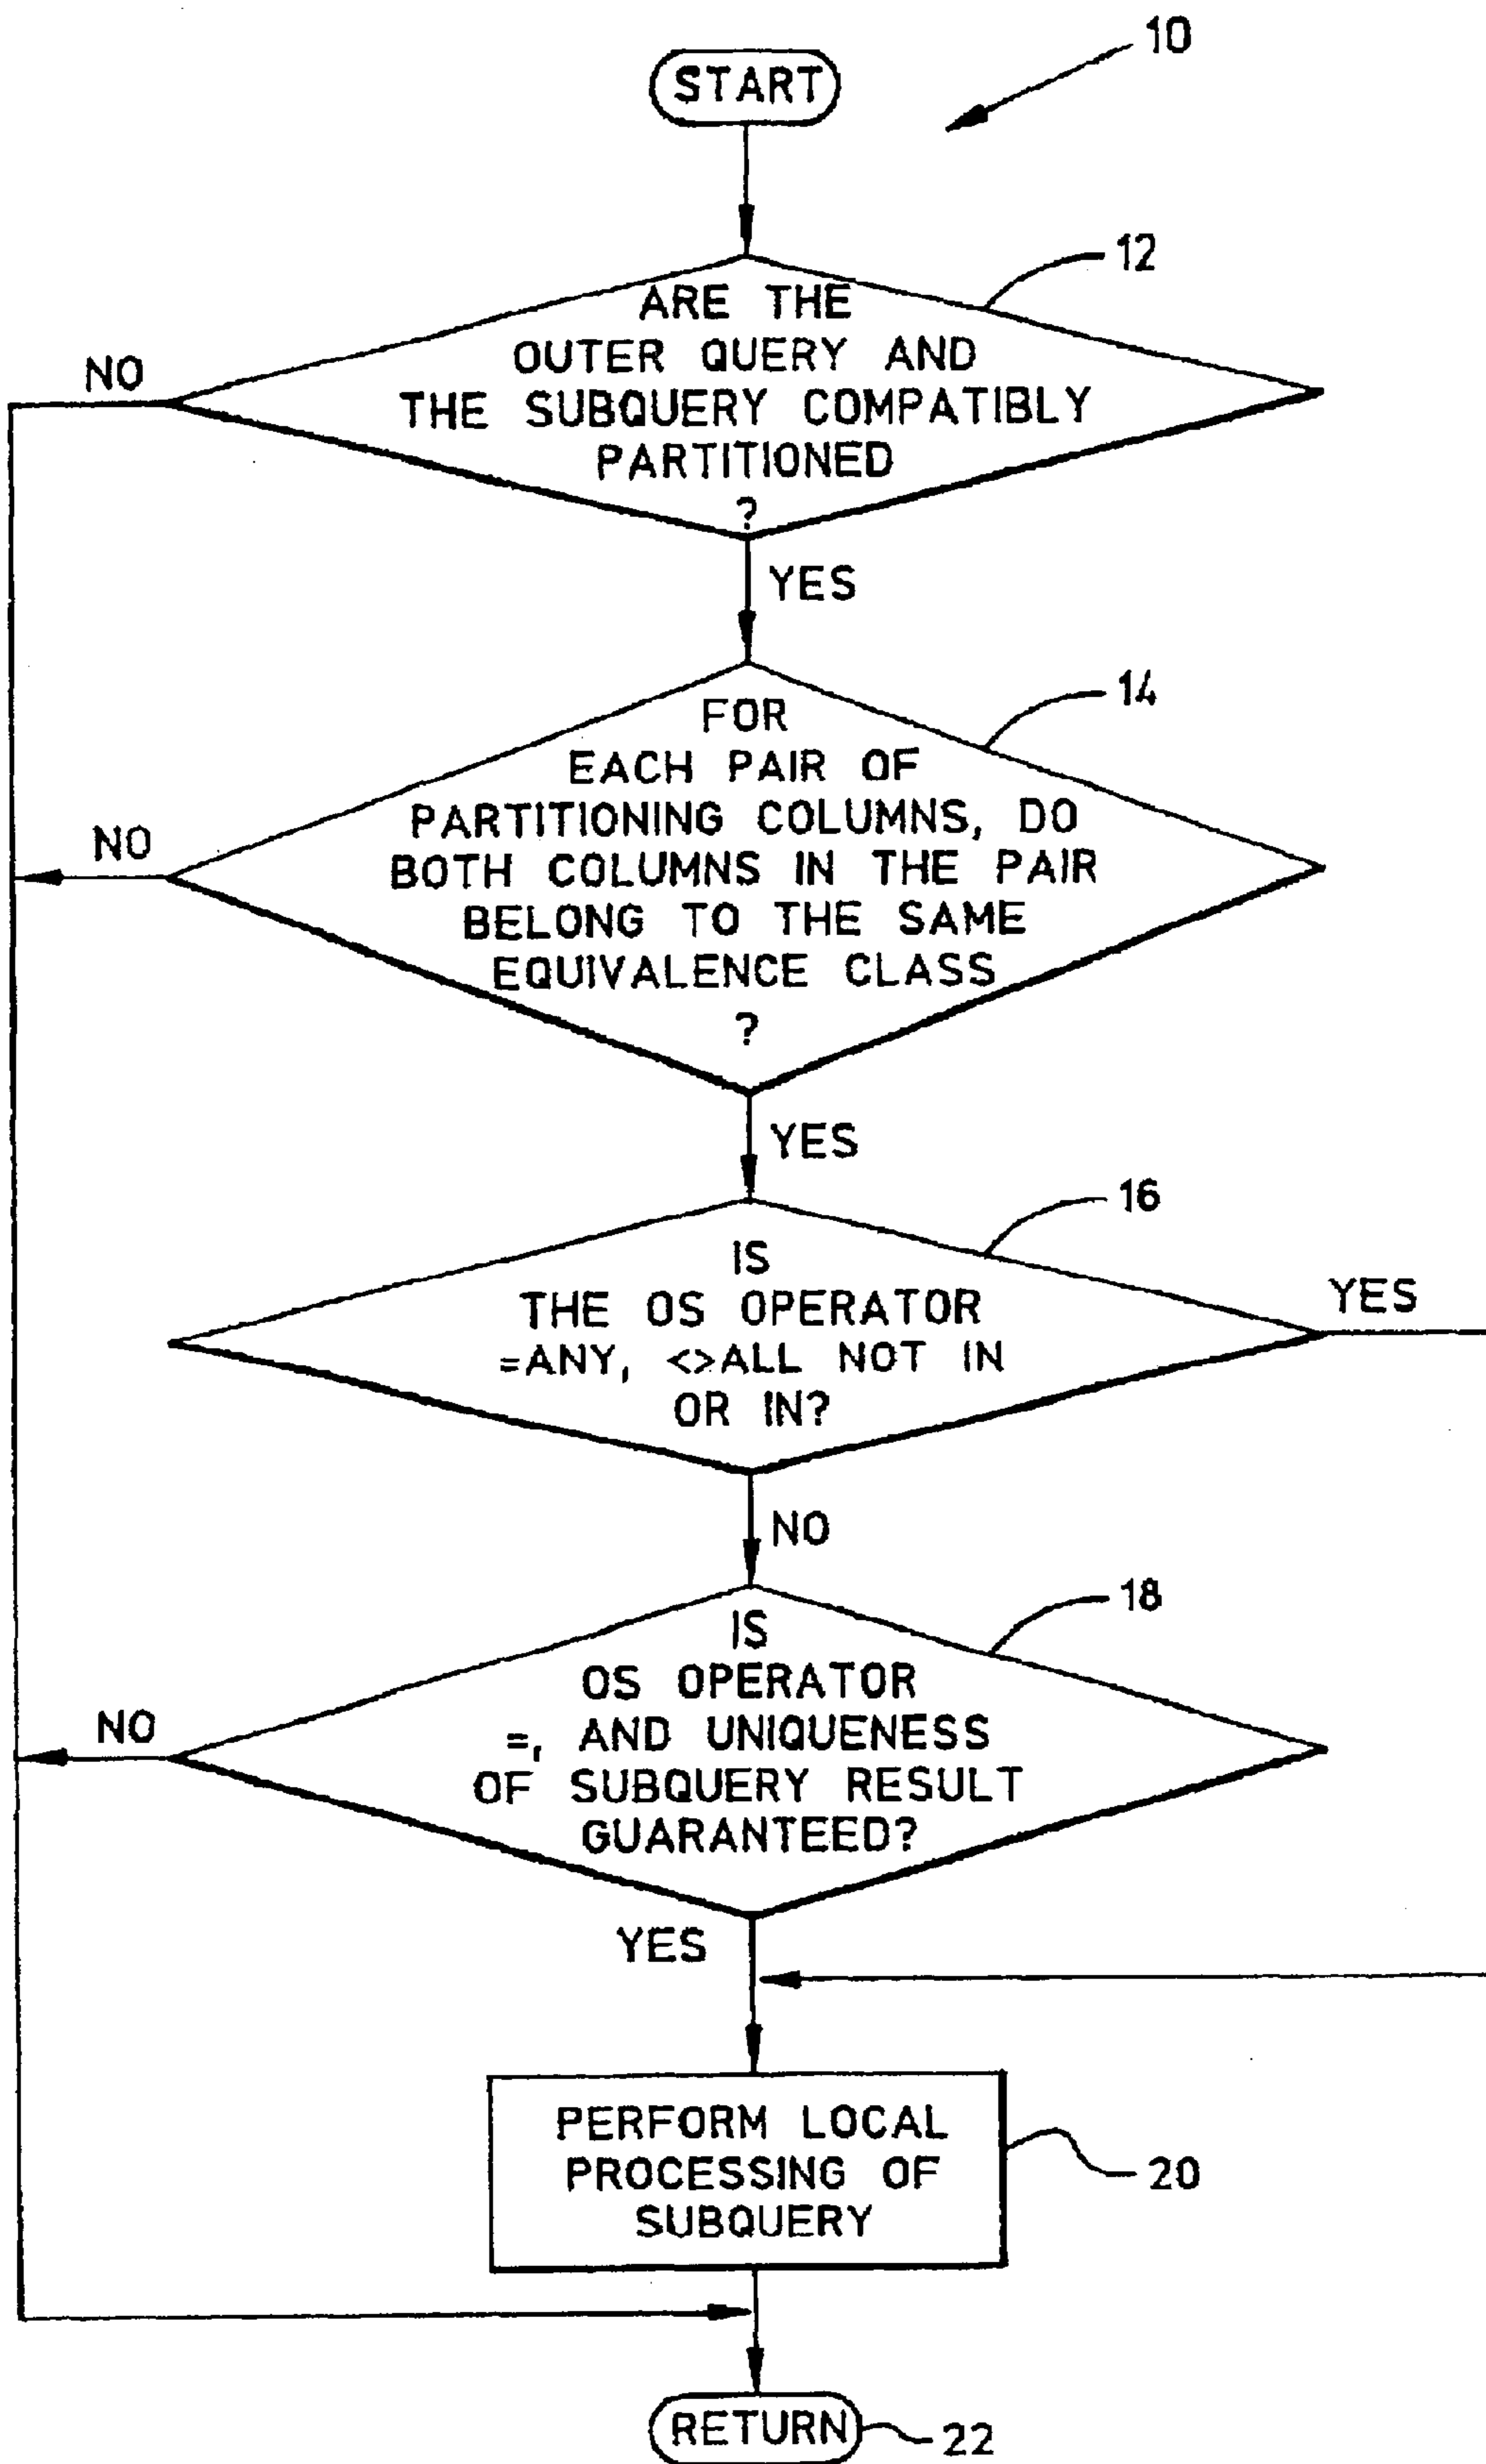 10
START
12
ARE THE
OUTER QUERY AND
THE SUBQUERY COMPATIBLY
PARTITIONED
?
NO
YES
14
FOR
EACH PAIR OF
PARTITIONING COLUMNS, DO
BOTH COLUMNS IN THE PAIR
BELONG TO THE SAME
EQUIVALENCE CLASS
?
NO
YES
16
IS
THE OS OPERATOR
=ANY, <>ALL NOT IN
OR IN?
YES
NO
18
IS
OS OPERATOR
=, AND UNIQUENESS
OF SUBQUERY RESULT
GUARANTEED?
NO
YES
PERFORM LOCAL
PROCESSING OF
SUBQUERY
20
RETURN
22